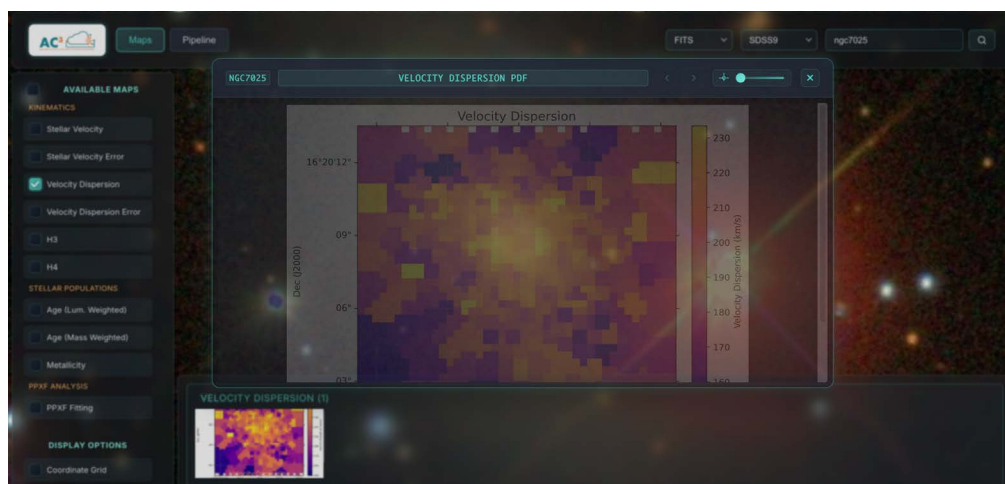 AC³
Maps
Pipeline
FITS
SDSS9
ngc7025
AVAILABLE MAPS
KINEMATICS
Stellar Velocity
Stellar Velocity Error
Velocity Dispersion
Velocity Dispersion Error
H3
H4
STELLAR POPULATIONS
Age (Lum. Weighted)
Age (Mass Weighted)
Metallicity
PPXF ANALYSIS
PPXF Fitting
DISPLAY OPTIONS
Coordinate Grid
NGC7025
VELOCITY DISPERSION PDF
Velocity Dispersion
16°20'12"
09"
06"
03"
Dec (J2000)
230
220
210
200
190
180
170
160
Velocity Dispersion (km/s)
VELOCITY DISPERSION (1)